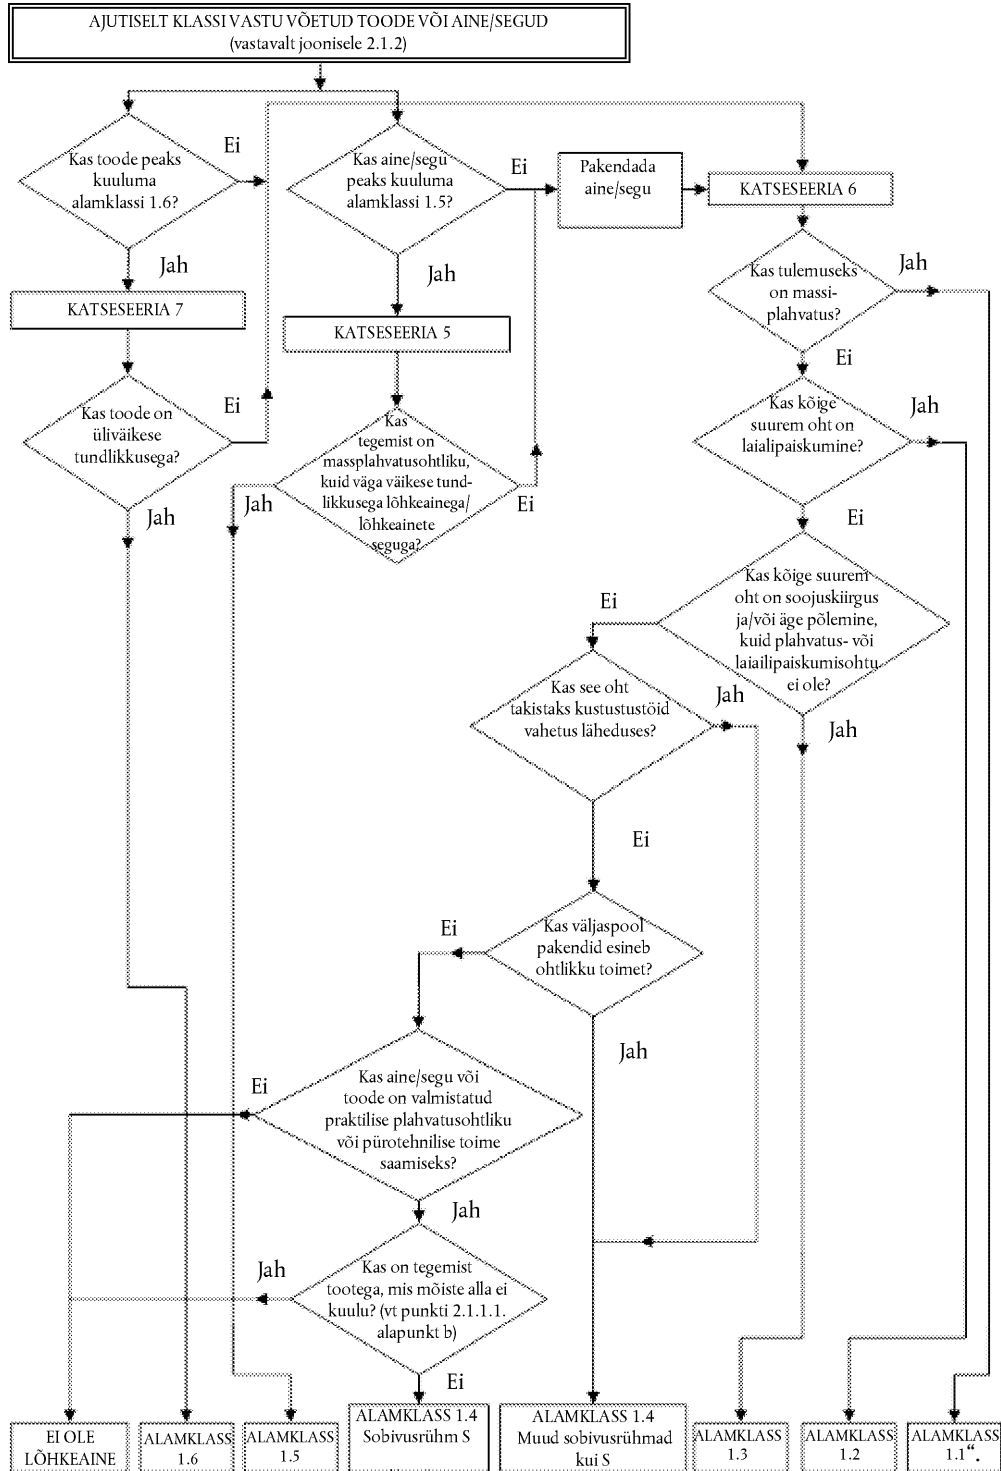 AJUTISELT KLASSI VASTU VÕETUD TOODE VÕI AINE/SEGUD
(vastavalt joonisele 2.1.2)
Kas toode peaks
kuuluma
alamklassi 1.6?
Ei
Jah
KATSESEERIA 7
Kas toode on
üliväikese
tundlikkusega?
Ei
Jah
Kas aine/segu
peaks kuuluma
alamklassi 1.5?
Ei
Jah
KATSESEERIA 5
Kas
tegemist on
massplahvatusohtliku,
kuid väga väikese tund-
likkusega lõhkeainega/
lõhkeainete
seguga?
Jah
Ei
Pakendada
aine/segu
KATSESEERIA 6
Kas tulemuseks
on massi-
plahvatus?
Jah
Ei
Kas kõige
suurem oht on
laialipaiskumine?
Jah
Ei
Kas kõige suurem
oht on soojuskiirgus
ja/või äge põlemine,
kuid plahvatus- või
laiailipaiskumisohtu
ei ole?
Ei
Jah
Kas see oht
takistaks kustustustöid
vahetus läheduses?
Jah
Ei
Kas väljaspool
pakendid esineb
ohtlikku toimet?
Ei
Jah
Kas aine/segu või
toode on valmistatud
praktilise plahvatusohtliku
või pürotehnilise toime
saamiseks?
Ei
Jah
Kas on tegemist
tootega, mis mõiste alla ei
kuulu? (vt punkti 2.1.1.1.
alapunkt b)
Jah
Ei
EI OLE
LÕHKEAINE
ALAMKLASS
1.6
ALAMKLASS
1.5
ALAMKLASS 1.4
Sobivusrühm S
ALAMKLASS 1.4
Muud sobivusrühmad
kui S
ALAMKLASS
1.3
ALAMKLASS
1.2
ALAMKLASS
1.1“.